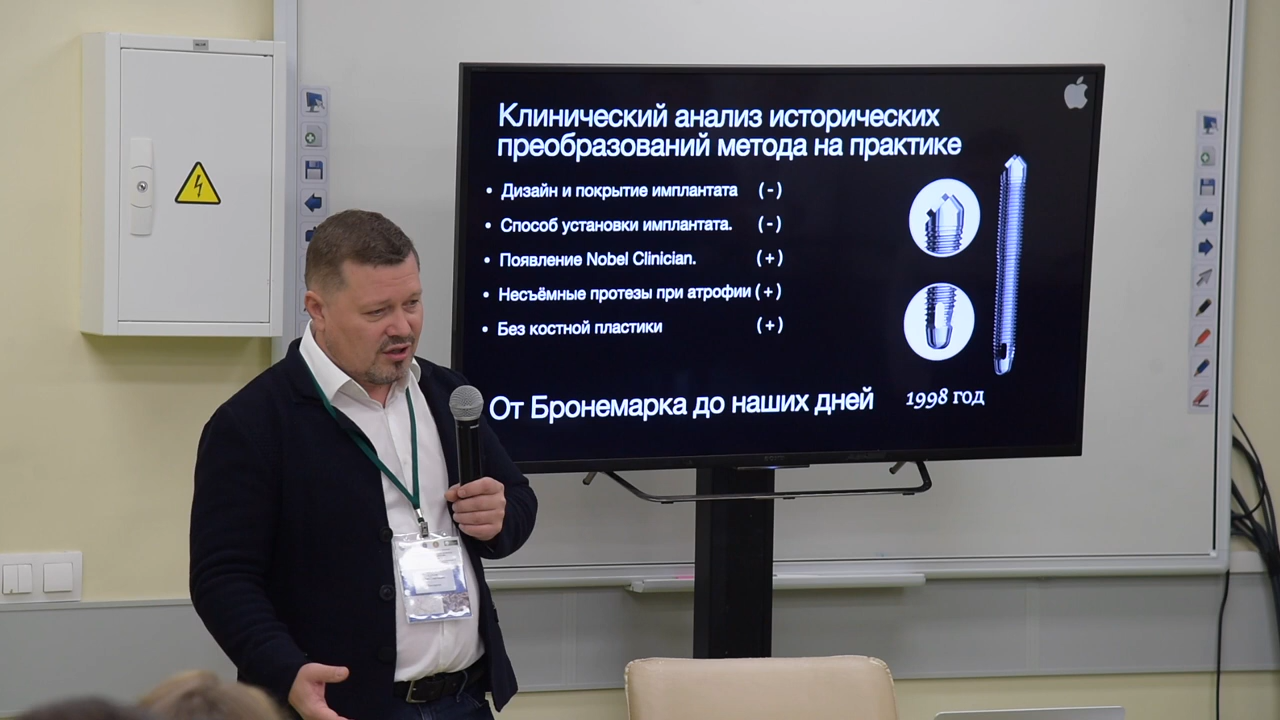 Клинический анализ исторических
преобразований метода на практике
• Дизайн и покрытие имплантата (-)
• Способ установки имплантата. (-)
• Появление Nobel Clinician. (+)
• Несъёмные протезы при атрофии (+)
• Без костной пластики (+)
От Бронемарка до наших дней
1998 год